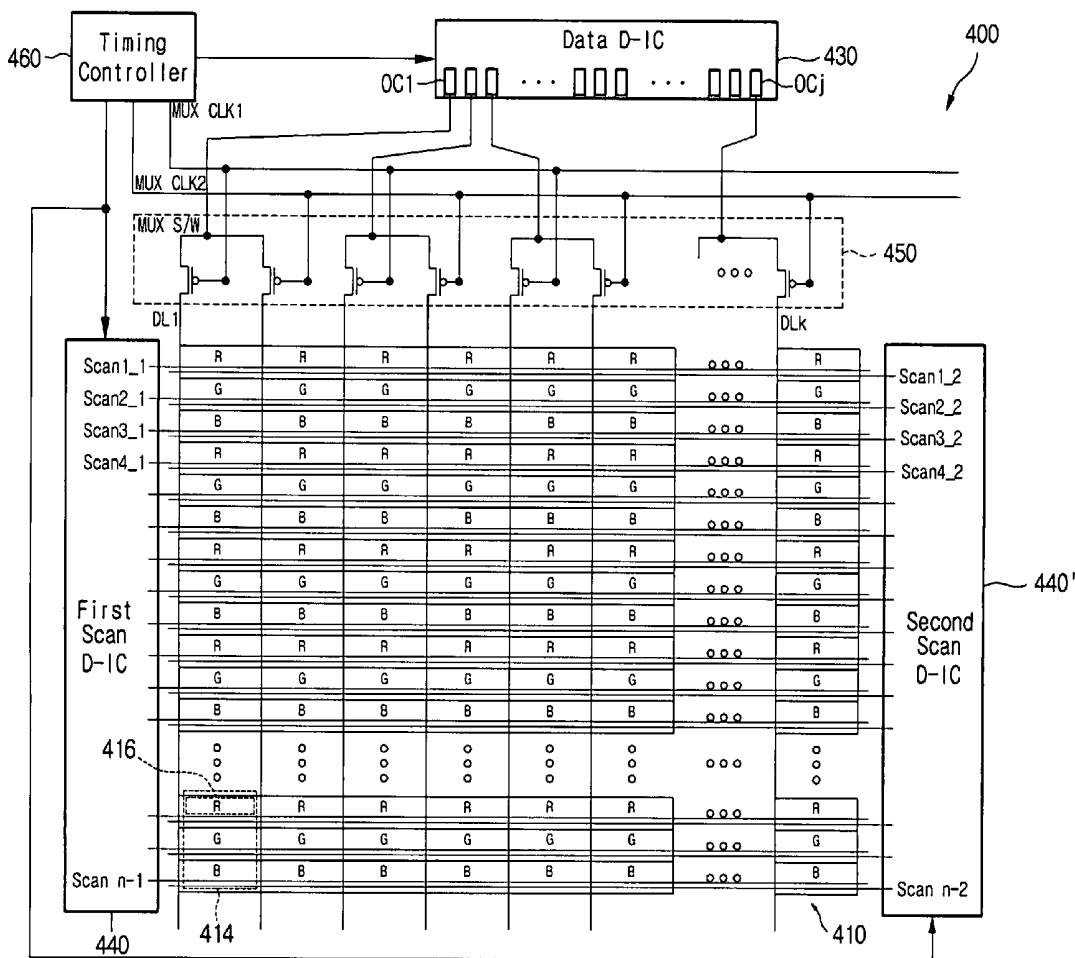 Timing
Controller
460
Data D-IC
430
400
OC1
... ...
OCj
MUX CLK1
MUX CLK2
MUX S/W
450
DL1
DLk
Scan1_1 R R R R R R R Scan1_2
Scan2_1 G G G G G G G Scan2_2
Scan3_1 B B B B B B B Scan3_2
Scan4_1 R R R R R R R Scan4_2
G G G G G G G
B B B B B B B
R R R R R R R
G G G G G G G
440'
First
Scan
D-IC
B B B B B B B
Second
Scan
D-IC
R R R R R R R
G G G G G G G
B B B B B B B
416
R R R R R R R
G G G G G G G
Scan n-1 B B B B B B B Scan n-2
440
414
410